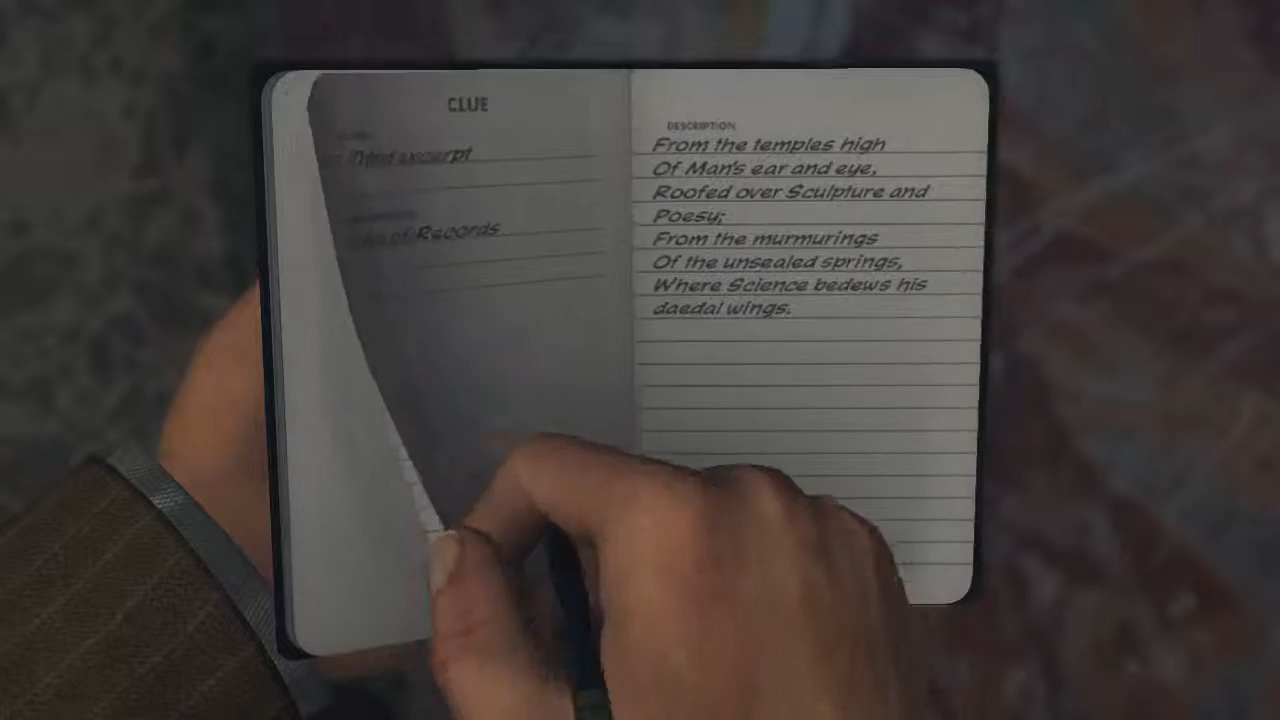 CLUE
excerpt
of Records
DESCRIPTION
From the temples high
Of Man's ear and eye,
Roofed over Sculpture and
Poesy;
From the murmurings
Of the unsealed springs,
Where Science bedews his
daedal wings.